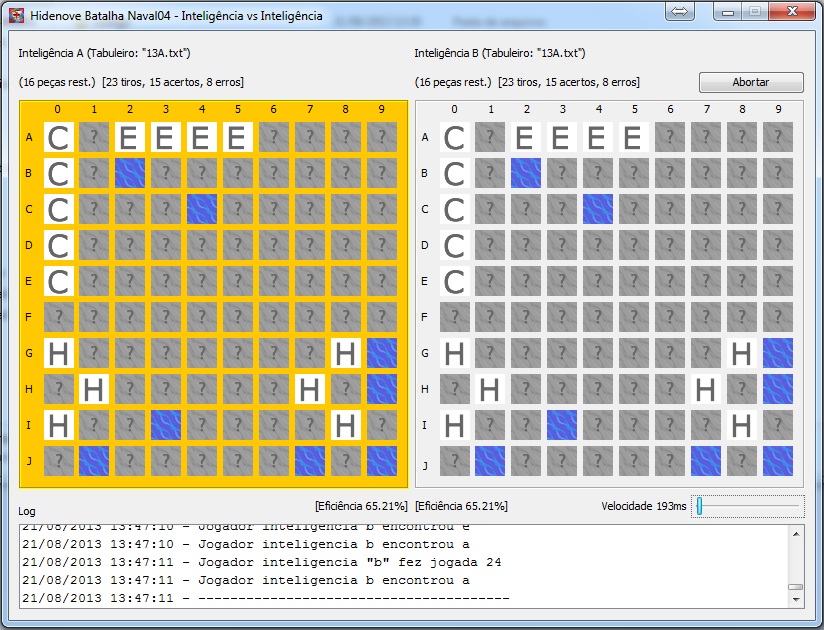 Hidenove Batalha Naval04 - Inteligência vs Inteligência
Inteligência A (Tabuleiro: "13A.txt")
(16 peças rest.) [23 tiros, 15 acertos, 8 erros]
0 1 2 3 4 5 6 7 8 9
A C ? E E E E ? ? ? ?
B C ? ? ? ? ? ? ? ?
C C ? ? ? ? ? ? ? ?
D C ? ? ? ? ? ? ? ? ?
E C ? ? ? ? ? ? ? ? ?
F ? ? ? ? ? ? ? ? ? ?
G H ? ? ? ? ? ? ? H
H ? H ? ? ? ? ? H ?
I H ? ? ? ? ? ? H ?
J ? ? ? ? ? ? ?
Inteligência B (Tabuleiro: "13A.txt")
(16 peças rest.) [23 tiros, 15 acertos, 8 erros]
Abortar
0 1 2 3 4 5 6 7 8 9
A C ? E E E E ? ? ? ?
B C ? ? ? ? ? ? ? ?
C C ? ? ? ? ? ? ? ?
D C ? ? ? ? ? ? ? ? ?
E C ? ? ? ? ? ? ? ? ?
F ? ? ? ? ? ? ? ? ? ?
G H ? ? ? ? ? ? ? H
H ? H ? ? ? ? ? H ?
I H ? ? ? ? ? ? H ?
J ? ? ? ? ? ? ?
Log
[Eficiência 65.21%]
[Eficiência 65.21%]
Velocidade 193ms
21/08/2013 13:47:10 - Jogador inteligencia b encontrou e
21/08/2013 13:47:10 - Jogador inteligencia b encontrou a
21/08/2013 13:47:11 - Jogador inteligencia "b" fez jogada 24
21/08/2013 13:47:11 - Jogador inteligencia b encontrou a
21/08/2013 13:47:11 - --------------------------------------